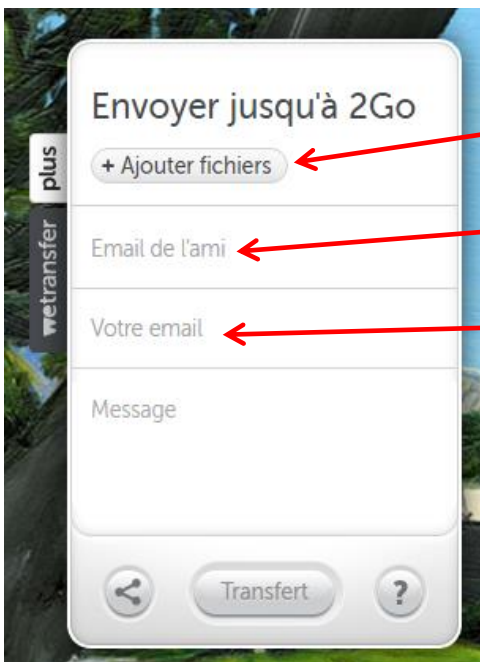 Envoyer jusqu'à 2Go
+ Ajouter fichiers
plus
wetransfer
Email de l'ami
Votre email
Message
Transfert
?